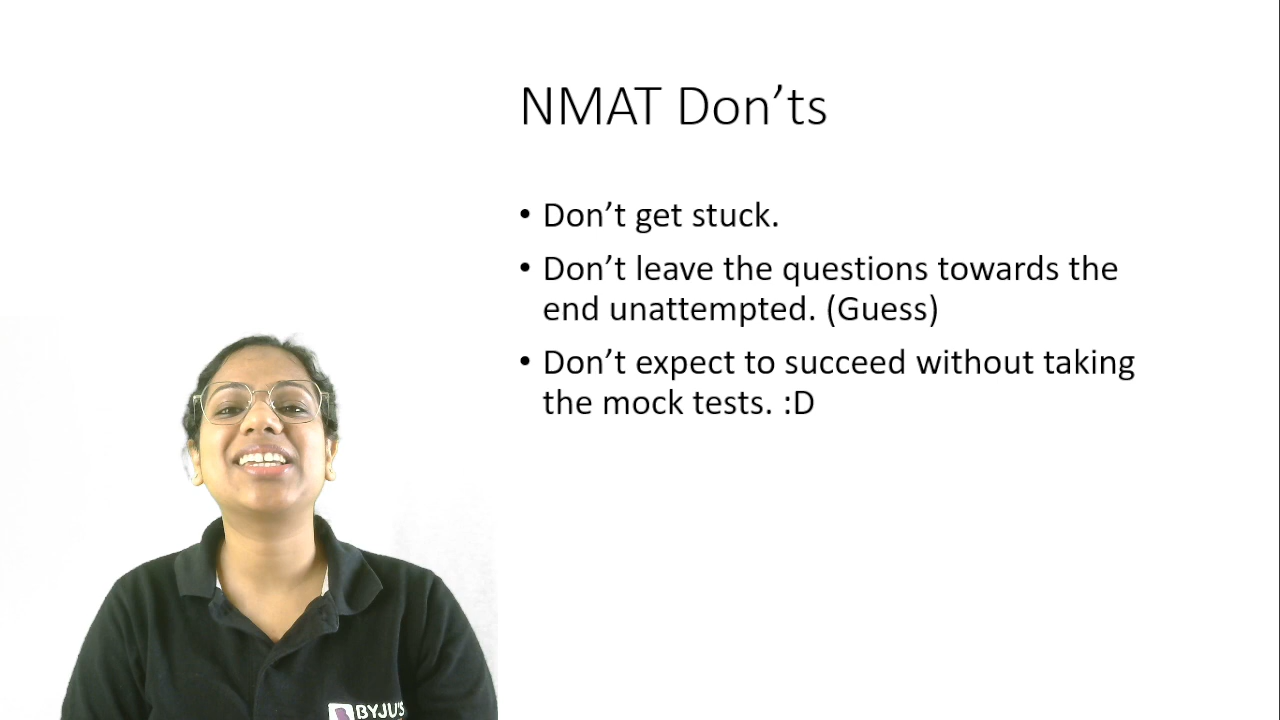 NMAT Don’ts
• Don’t get stuck.
• Don’t leave the questions towards the
end unattempted. (Guess)
• Don’t expect to succeed without taking
the mock tests. :D
BYJU'S